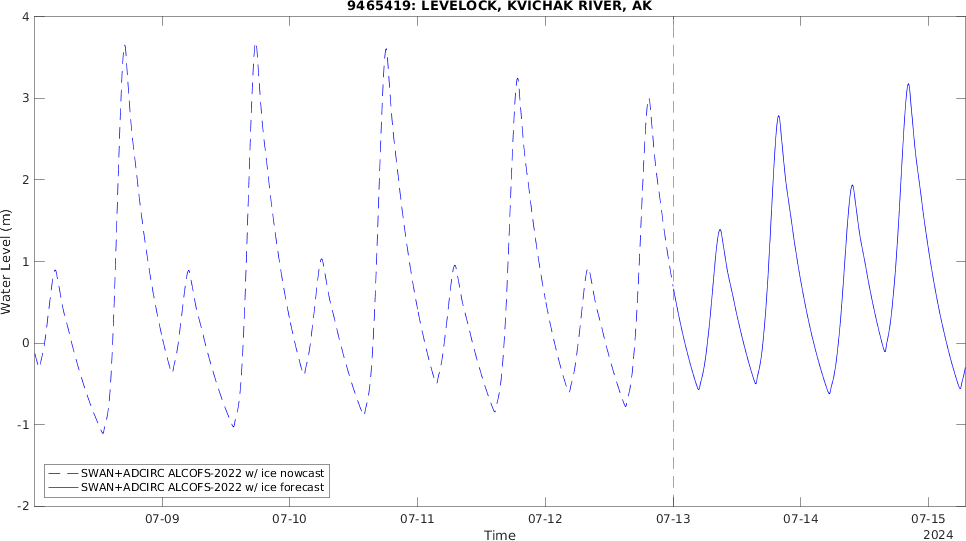 9465419: LEVELOCK, KVICHAK RIVER, AK
4
3
2
1
0
-1
-2
Water Level (m)
SWAN+ADCIRC ALCOFS-2022 w/ ice nowcast
SWAN+ADCIRC ALCOFS-2022 w/ ice forecast
07-09 07-10 07-11 07-12 07-13 07-14 07-15
Time
2024